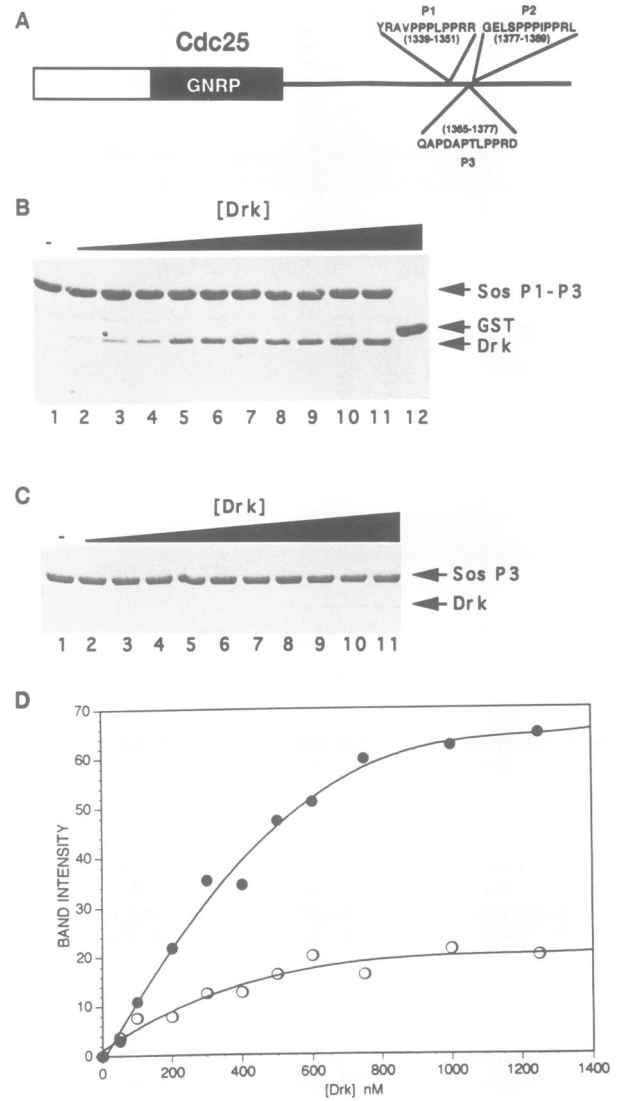 A
P1
P2
YRAVPPPLPPRR
GELSPPPIPPRL
(1339-1351)
(1377-1389)
Cdc25
GNRP
(1365-1377)
QAPDAPTLPPRD
P3
B
[Drk]
-
Sos P1-P3
GST
Drk
1 2 3 4 5 6 7 8 9 10 11 12
C
[Drk]
-
Sos P3
Drk
1 2 3 4 5 6 7 8 9 10 11
D
70
60
50
40
30
20
10
0
BAND INTENSITY
0 200 400 600 800 1000 1200 1400
[Drk] nM